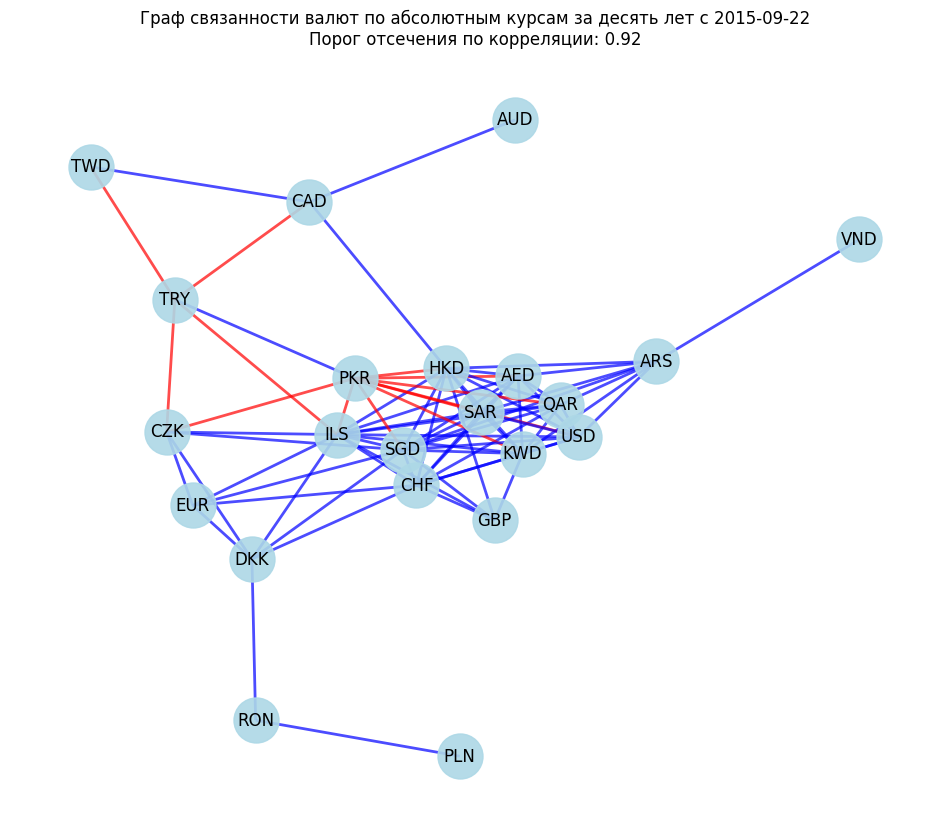 Граф связанности валют по абсолютным курсам за десять лет с 2015-09-22
Порог отсечения по корреляции: 0.92
AUD
TWD
CAD
VND
TRY
ARS
HKD
AED
PKR
QAR
SAR
CZK
ILS
USD
SGD
KWD
CHF
EUR
GBP
DKK
RON
PLN